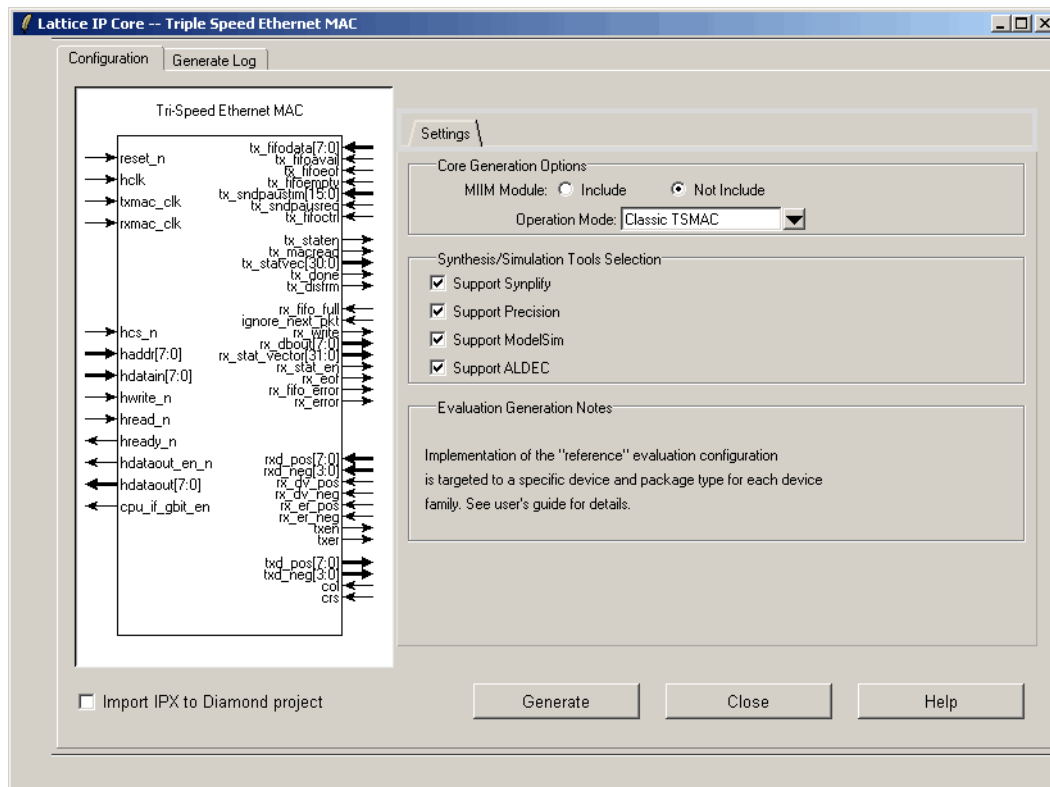 Lattice IP Core -- Triple Speed Ethernet MAC
Configuration
Generate Log
Tri-Speed Ethernet MAC
reset_n
hclk
txmac_clk
rxmac_clk
hcs_n
haddr[7:0]
hdatain[7:0]
hwrite_n
hread_n
hready_n
hdataout_en_n
hdataout[7:0]
cpu_if_gbit_en
tx_fifodata[7:0]
tx_fifoavail
tx_fifoeof
tx_fifoempty
tx_sndpaustim[15:0]
tx_sndpausreq
tx_fifoctrl
tx_staten
tx_macread
tx_statvec[30:0]
tx_done
tx_disfrm
rx_fifo_full
ignore_next_pkt
rx_write
rx_dbout[7:0]
rx_stat_vector[31:0]
rx_stat_en
rx_eof
rx_fifo_error
rx_error
rxd_pos[7:0]
rxd_neg[3:0]
rx_dv_pos
rx_dv_neg
rx_er_pos
rx_er_neg
txen
txer
txd_pos[7:0]
txd_neg[3:0]
col
crs
Settings
Core Generation Options
MIIM Module: Include Not Include
Operation Mode: Classic TSMAC
Synthesis/Simulation Tools Selection
Support Synplify
Support Precision
Support ModelSim
Support ALDEC
Evaluation Generation Notes
Implementation of the "reference" evaluation configuration
is targeted to a specific device and package type for each device
family. See user's guide for details.
Import IPX to Diamond project
Generate
Close
Help